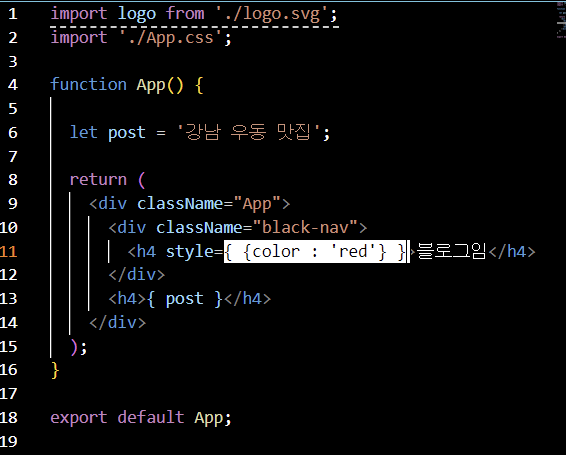 1 import logo from './logo.svg';
2 import './App.css';
3
4 function App() {
5
6 let post = '강남 우동 맛집';
7
8 return (
9 <div className="App">
10 <div className="black-nav">
11 <h4 style={ {color : 'red'} }>블로그임</h4>
12 </div>
13 <h4>{ post }</h4>
14 </div>
15 );
16 }
17
18 export default App;
19